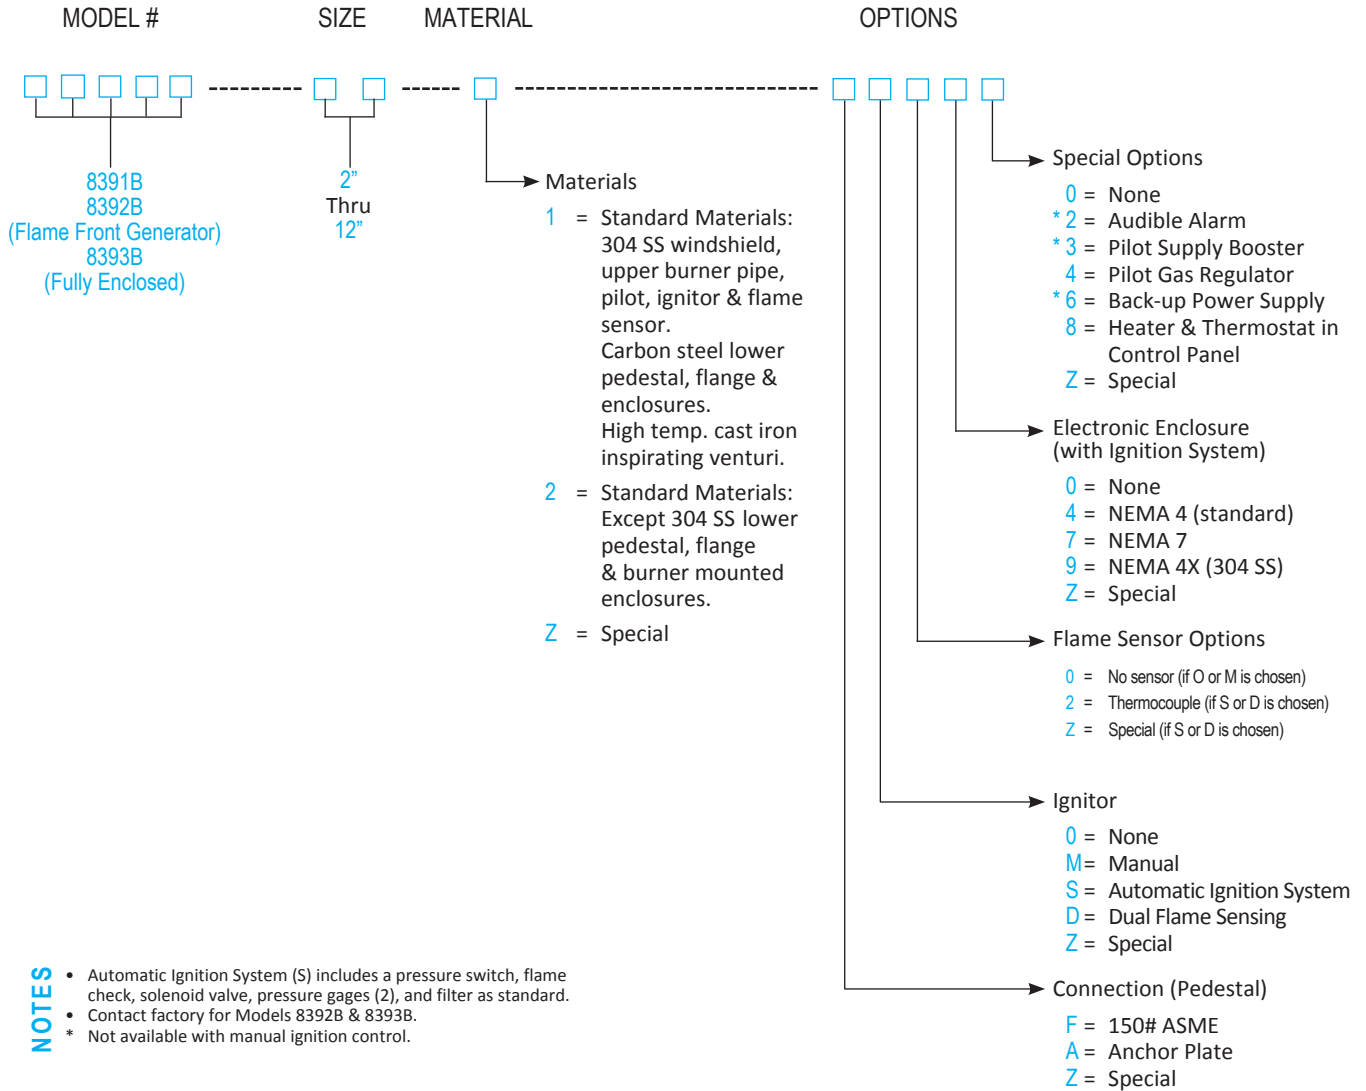 MODEL #
SIZE
MATERIAL
OPTIONS
8391B
8392B
(Flame Front Generator)
8393B
(Fully Enclosed)
2”
Thru
12”
Materials
1 = Standard Materials:
304 SS windshield,
upper burner pipe,
pilot, ignitor & flame
sensor.
Carbon steel lower
pedestal, flange &
enclosures.
High temp. cast iron
inspirating venturi.
2 = Standard Materials:
Except 304 SS lower
pedestal, flange
& burner mounted
enclosures.
Z = Special
Special Options
0 = None
* 2 = Audible Alarm
* 3 = Pilot Supply Booster
4 = Pilot Gas Regulator
* 6 = Back-up Power Supply
8 = Heater & Thermostat in
Control Panel
Z = Special
Electronic Enclosure
(with Ignition System)
0 = None
4 = NEMA 4 (standard)
7 = NEMA 7
9 = NEMA 4X (304 SS)
Z = Special
Flame Sensor Options
0 = No sensor (if O or M is chosen)
2 = Thermocouple (if S or D is chosen)
Z = Special (if S or D is chosen)
Ignitor
0 = None
M = Manual
S = Automatic Ignition System
D = Dual Flame Sensing
Z = Special
Connection (Pedestal)
F = 150# ASME
A = Anchor Plate
Z = Special
NOTES
• Automatic Ignition System (S) includes a pressure switch, flame
check, solenoid valve, pressure gages (2), and filter as standard.
• Contact factory for Models 8392B & 8393B.
* Not available with manual ignition control.